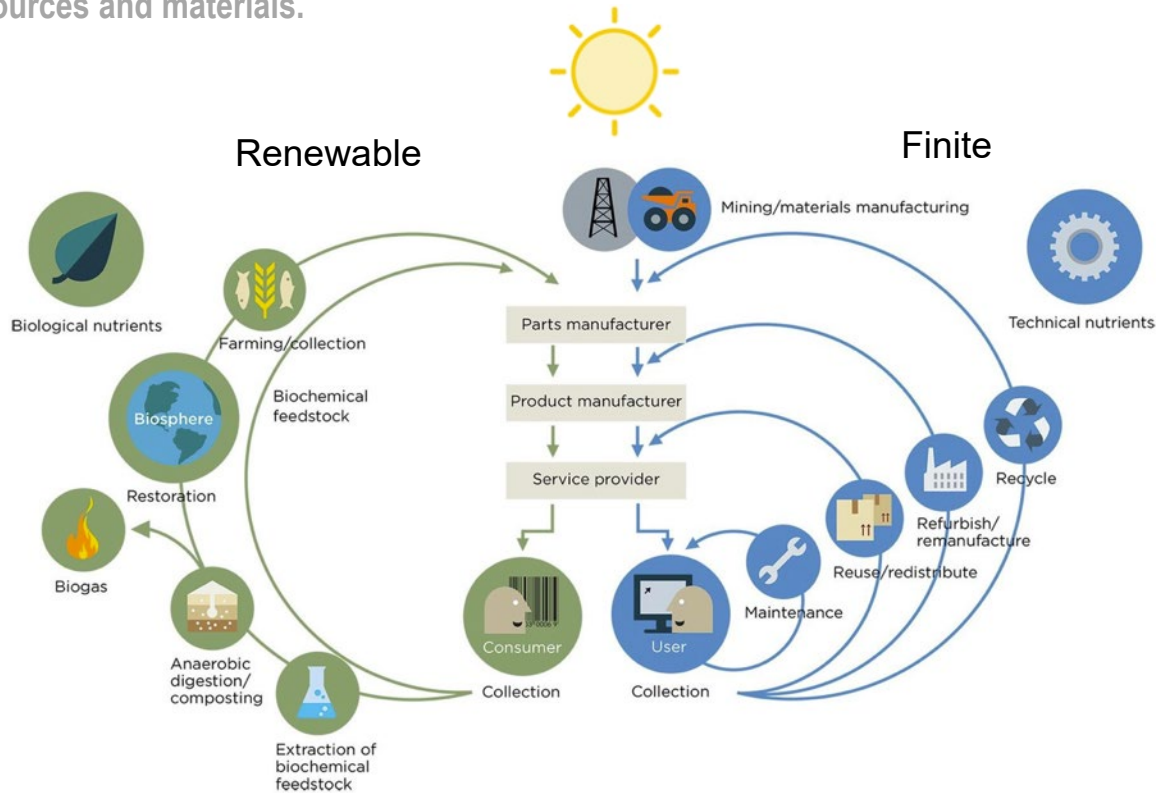 ources and materials.
Renewable
Finite
Mining/materials manufacturing
Biological nutrients
Technical nutrients
Farming/collection
Parts manufacturer
Biochemical
feedstock
Product manufacturer
Biosphere
Service provider
Recycle
Restoration
Refurbish/
remanufacture
Biogas
Reuse/redistribute
Maintenance
Consumer
User
Anaerobic
digestion/
composting
Collection
Collection
Extraction of
biochemical
feedstock